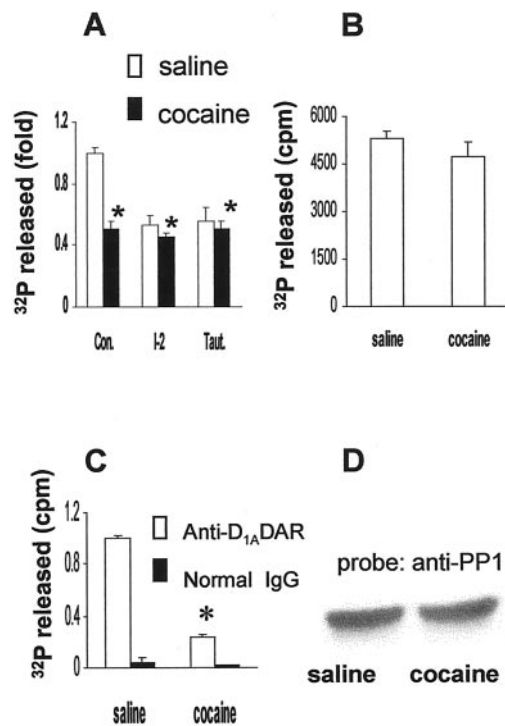 A
saline
cocaine
32P released (fold)
1.2
0.8
0.4
0
*
*
*
Con.
I-2
Taut.
B
32P released (cpm)
6000
4500
3000
1500
0
saline
cocaine
C
32P released (cpm)
1.2
0.8
0.4
0
Anti-D1ADAR
Normal IgG
*
saline
cocaine
D
probe: anti-PP1
saline
cocaine